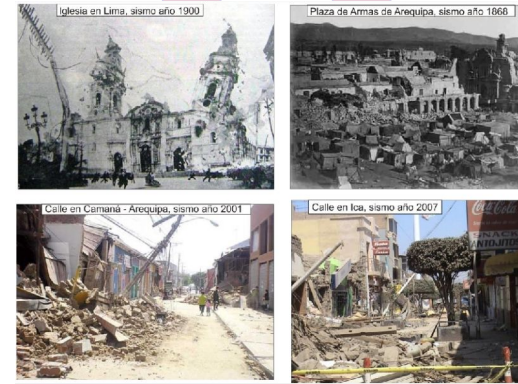 Iglesia en Lima, sismo año 1900
Plaza de Armas de Arequipa, sismo año 1868
Calle en Camaná - Arequipa, sismo año 2001
Calle en Ica, sismo año 2007
Coca-Cola
ANTOJITO